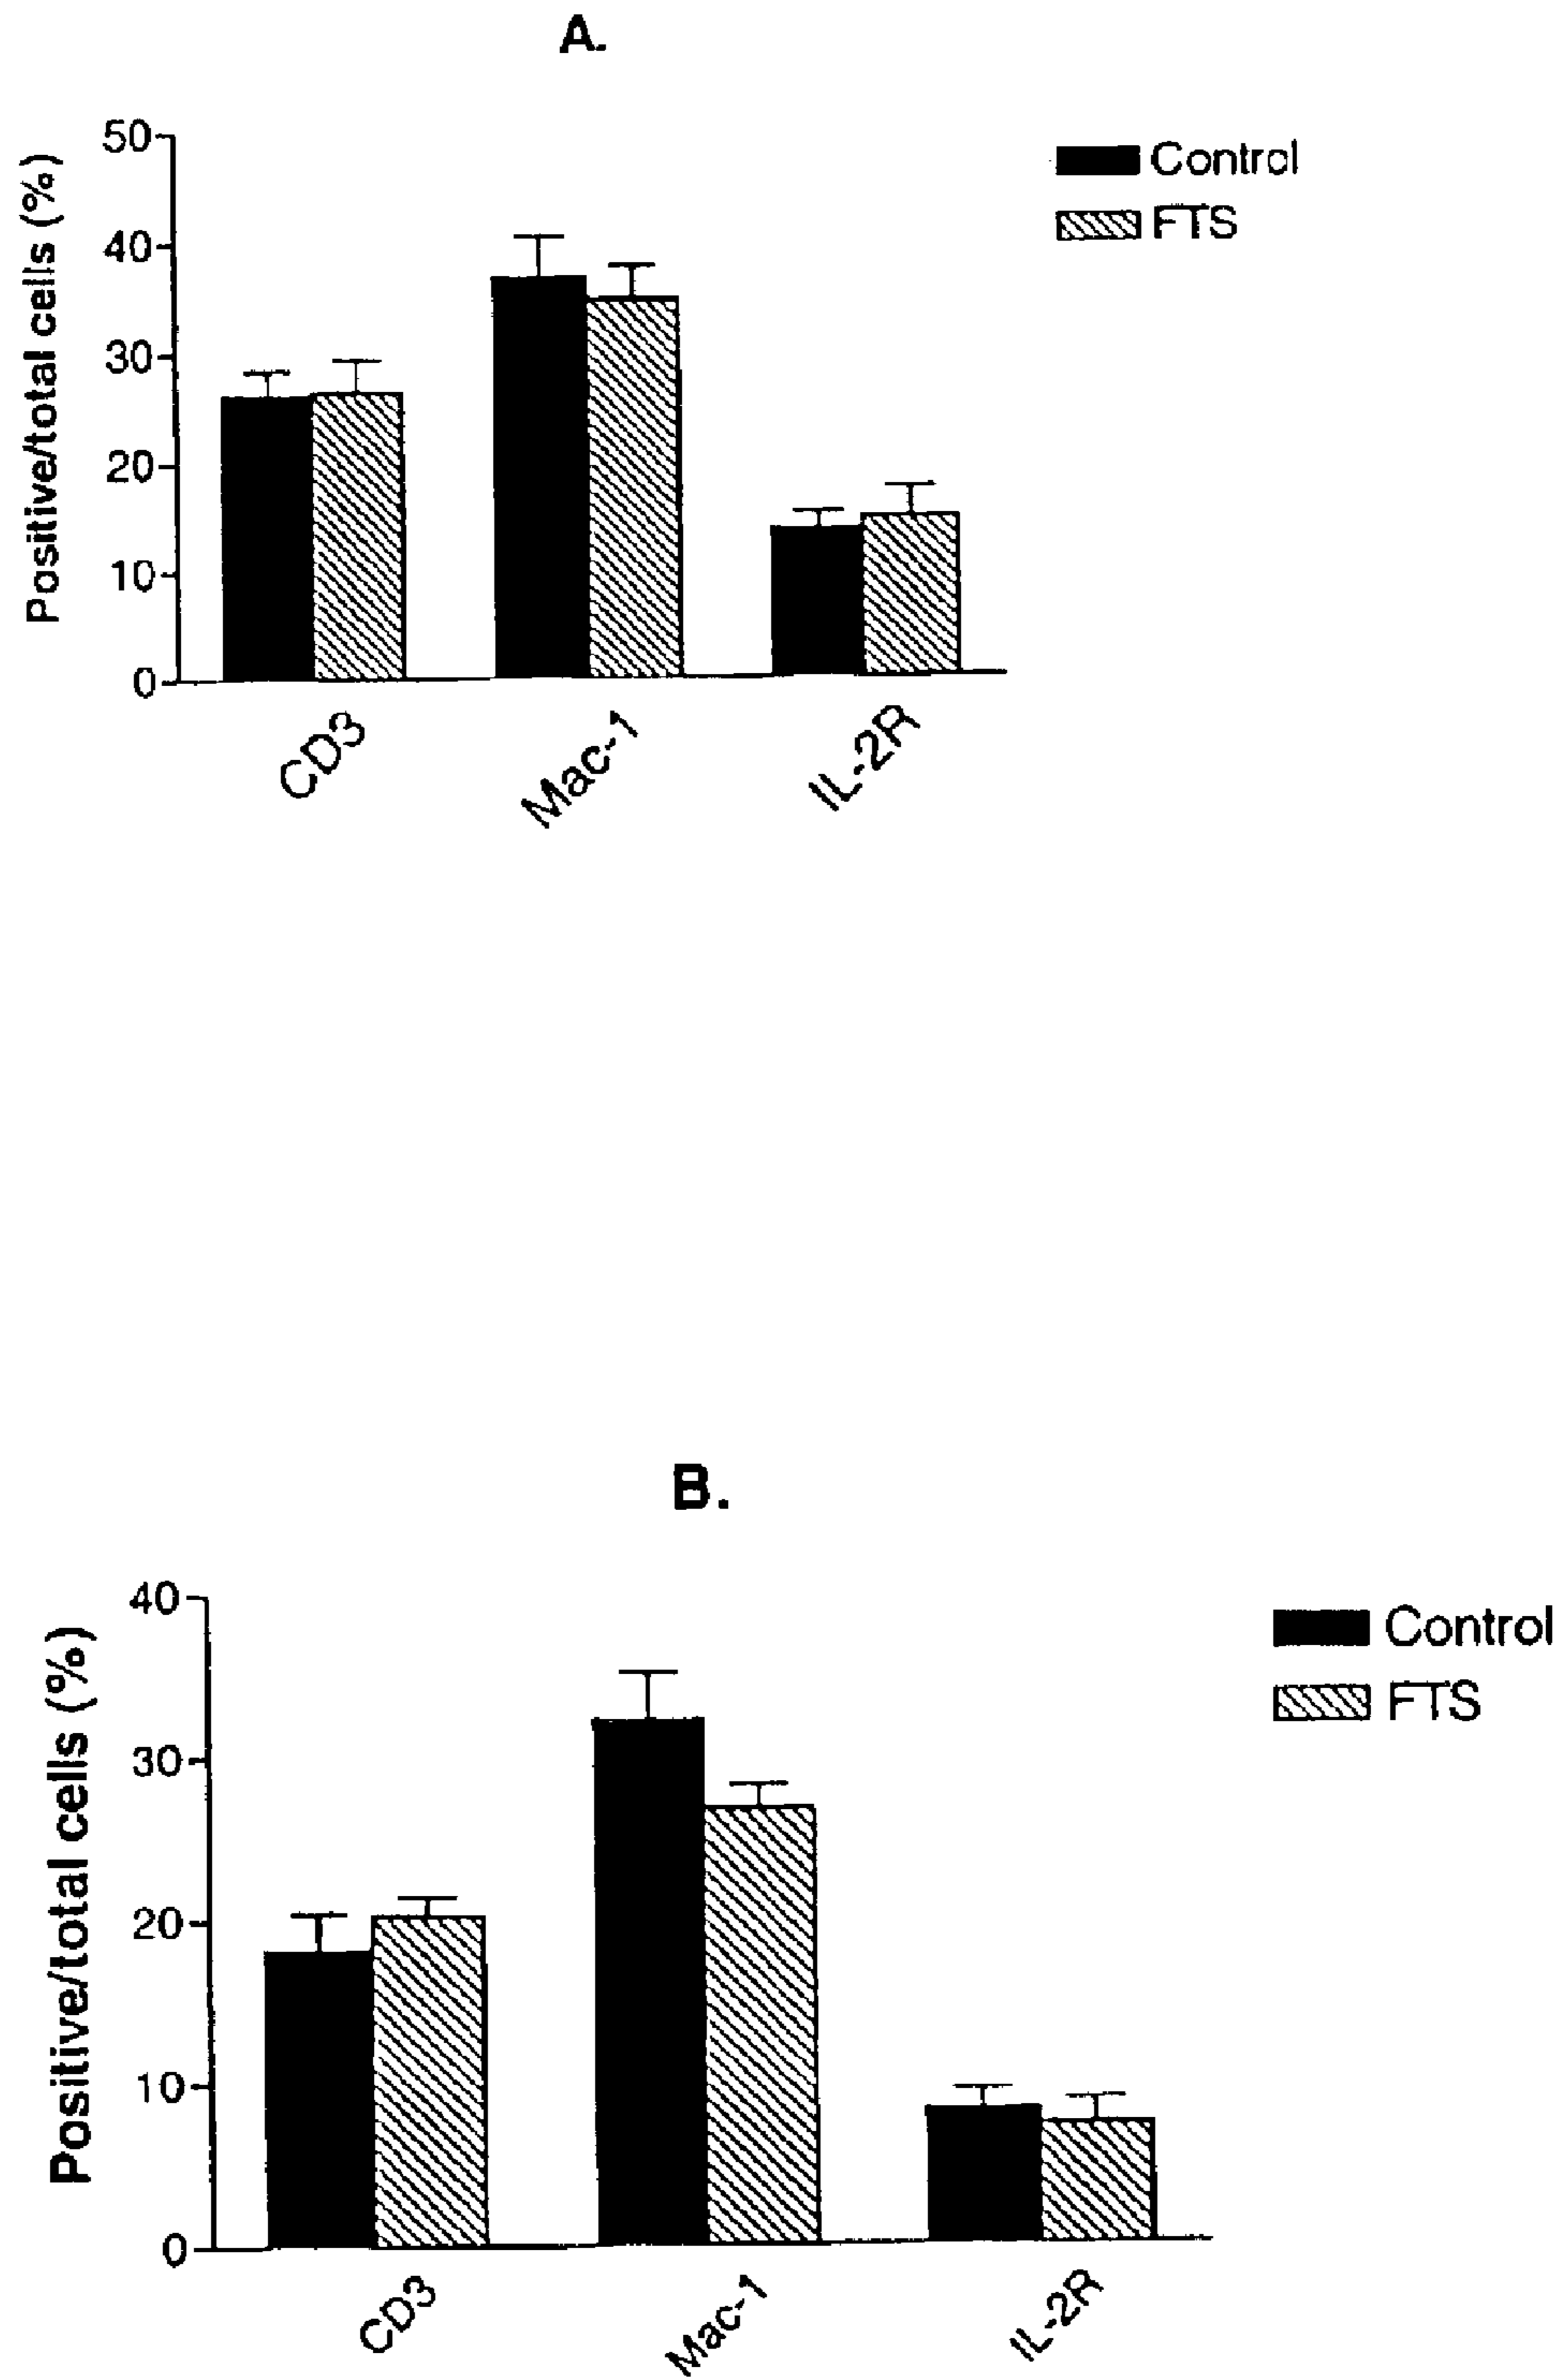 A.
Positive/total cells (%)
50
40
30
20
10
0
Control
FTS
CD3
Mac-1
IL-2R
B.
Positive/total cells (%)
40
30
20
10
0
Control
FTS
CD3
Mac-1
IL-2R